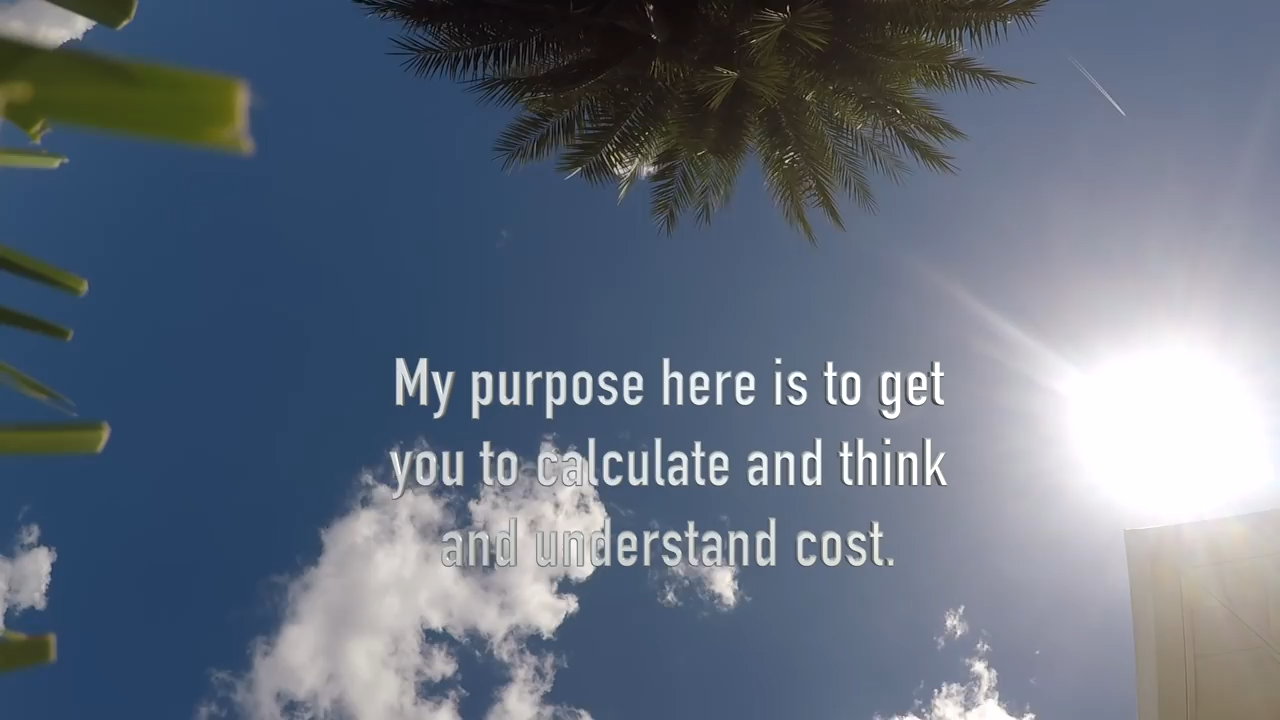 My purpose here is to get
you to calculate and think
and understand cost.